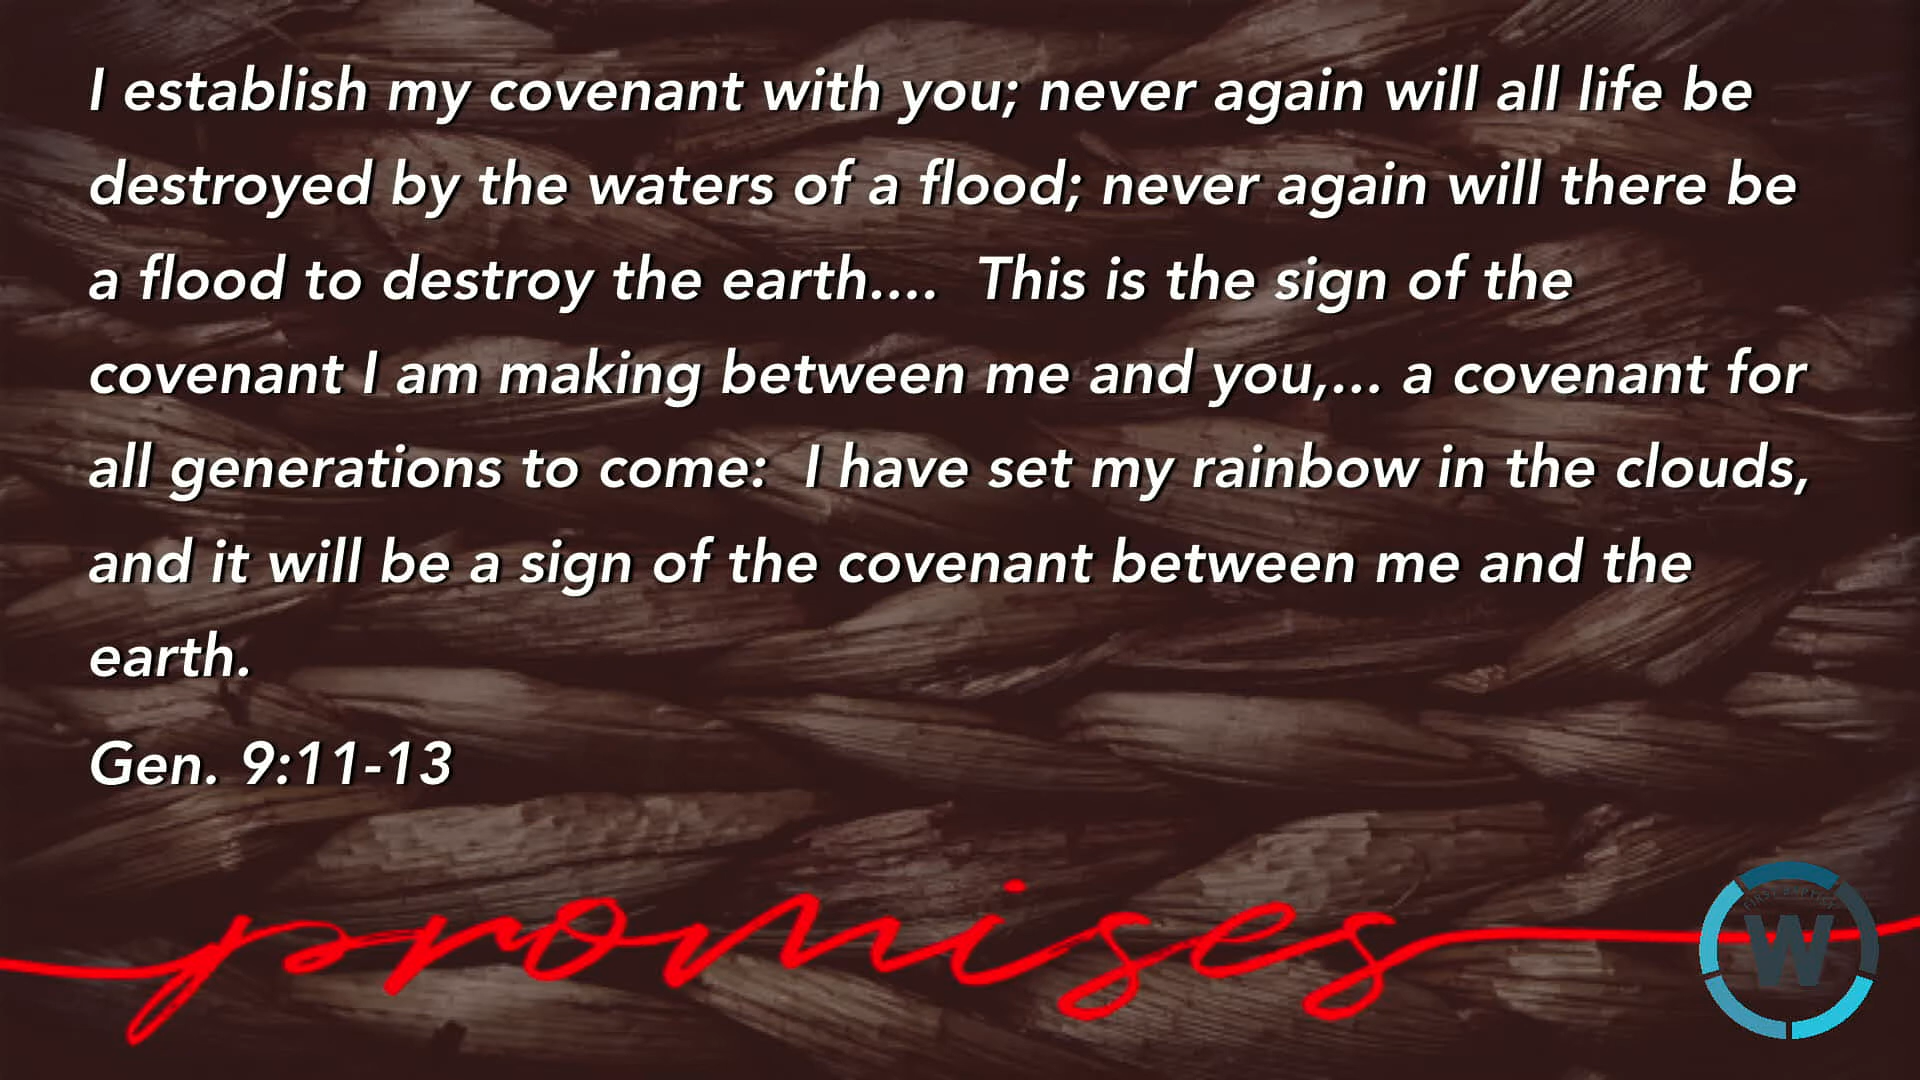 I establish my covenant with you; never again will all life be
destroyed by the waters of a flood; never again will there be
a flood to destroy the earth....  This is the sign of the
covenant I am making between me and you,... a covenant for
all generations to come:  I have set my rainbow in the clouds,
and it will be a sign of the covenant between me and the
earth.
Gen. 9:11-13
promises
FIRST BAPTIST
W